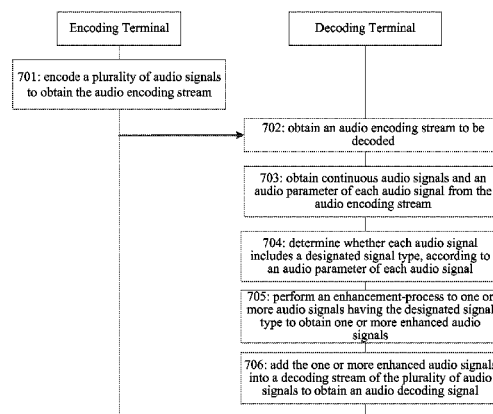 Encoding Terminal
Decoding Terminal
701: encode a plurality of audio signals
to obtain the audio encoding stream
702: obtain an audio encoding stream to be
decoded
703: obtain continuous audio signals and an
audio parameter of each audio signal from the
audio encoding stream
704: determine whether each audio signal
includes a designated signal type, according to
an audio parameter of each audio signal
705: perform an enhancement-process to one or
more audio signals having the designated signal
type to obtain one or more enhanced audio
signals
706: add the one or more enhanced audio signals
into a decoding stream of the plurality of audio
signals to obtain an audio decoding signal